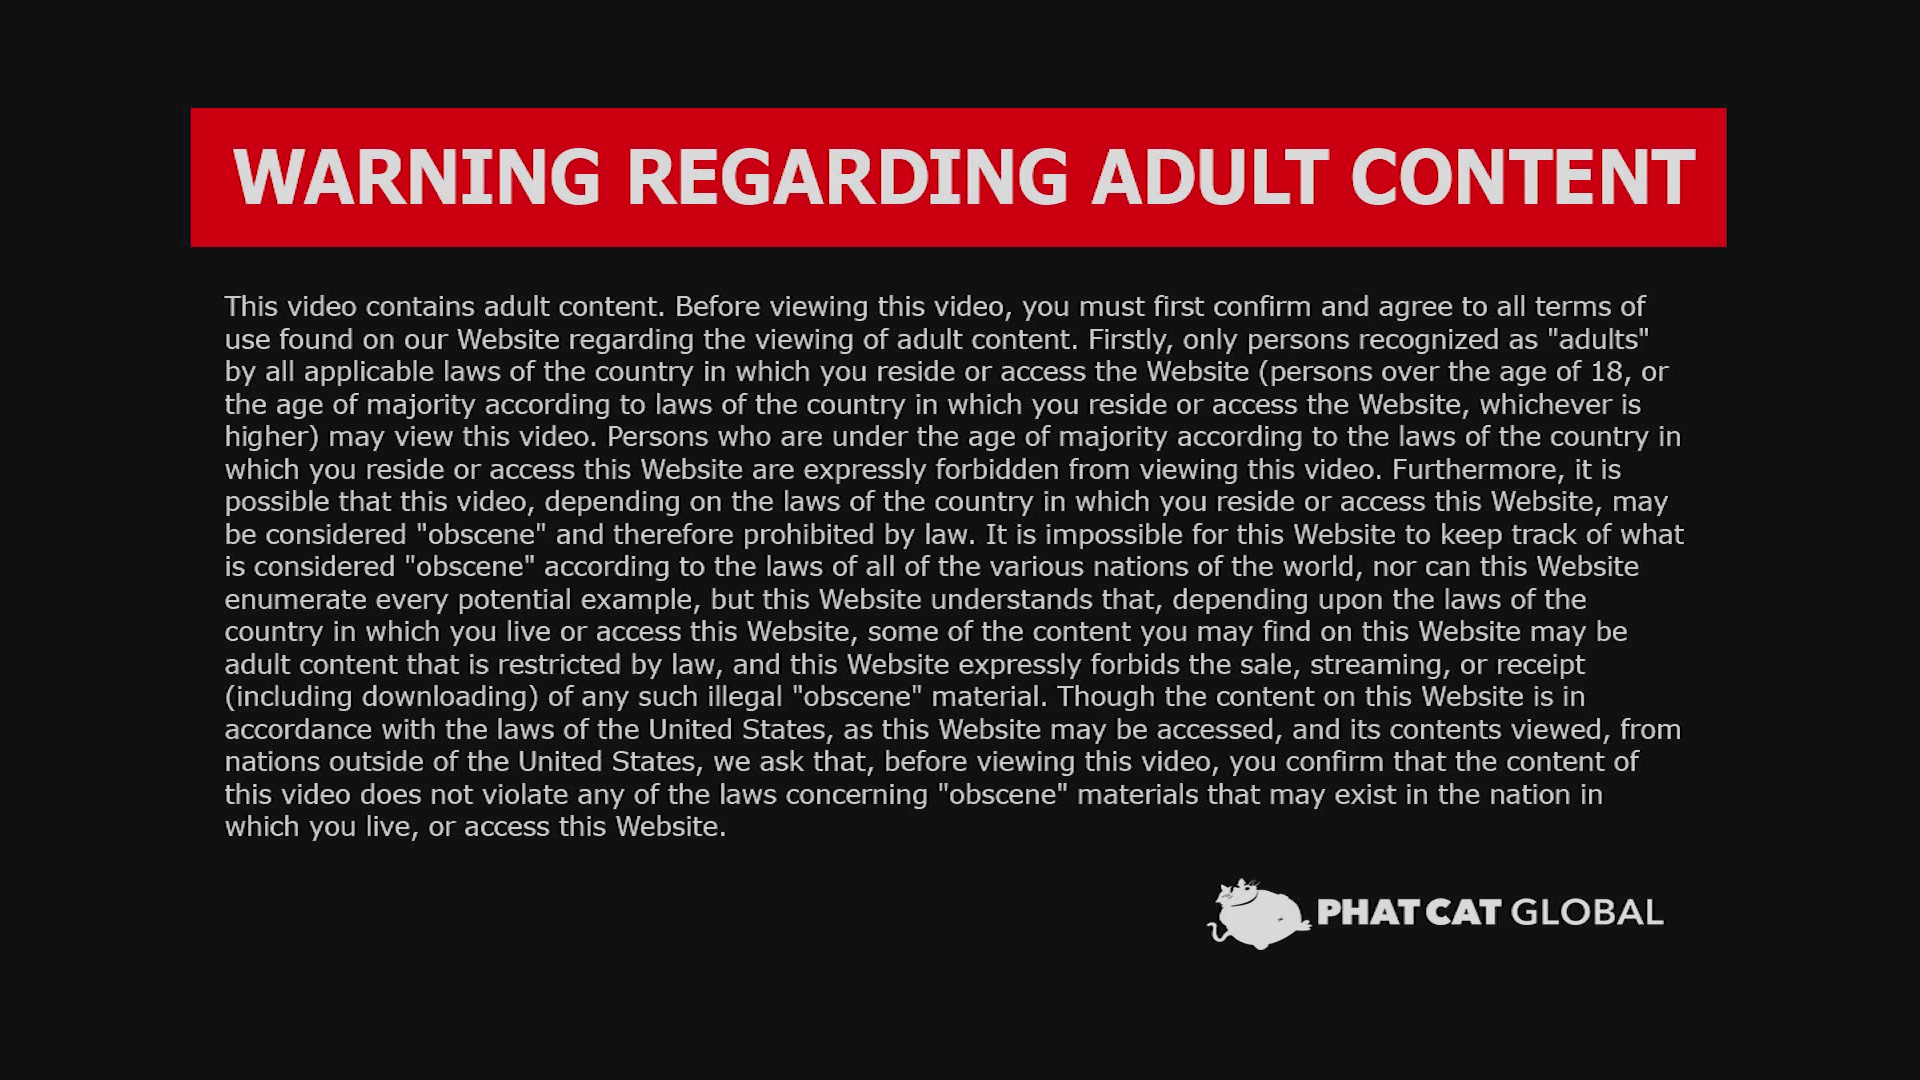 WARNING REGARDING ADULT CONTENT
This video contains adult content. Before viewing this video, you must first confirm and agree to all terms of
use found on our Website regarding the viewing of adult content. Firstly, only persons recognized as "adults"
by all applicable laws of the country in which you reside or access the Website (persons over the age of 18, or
the age of majority according to laws of the country in which you reside or access the Website, whichever is
higher) may view this video. Persons who are under the age of majority according to the laws of the country in
which you reside or access this Website are expressly forbidden from viewing this video. Furthermore, it is
possible that this video, depending on the laws of the country in which you reside or access this Website, may
be considered "obscene" and therefore prohibited by law. It is impossible for this Website to keep track of what
is considered "obscene" according to the laws of all of the various nations of the world, nor can this Website
enumerate every potential example, but this Website understands that, depending upon the laws of the
country in which you live or access this Website, some of the content you may find on this Website may be
adult content that is restricted by law, and this Website expressly forbids the sale, streaming, or receipt
(including downloading) of any such illegal "obscene" material. Though the content on this Website is in
accordance with the laws of the United States, as this Website may be accessed, and its contents viewed, from
nations outside of the United States, we ask that, before viewing this video, you confirm that the content of
this video does not violate any of the laws concerning "obscene" materials that may exist in the nation in
which you live, or access this Website.
PHAT CAT GLOBAL